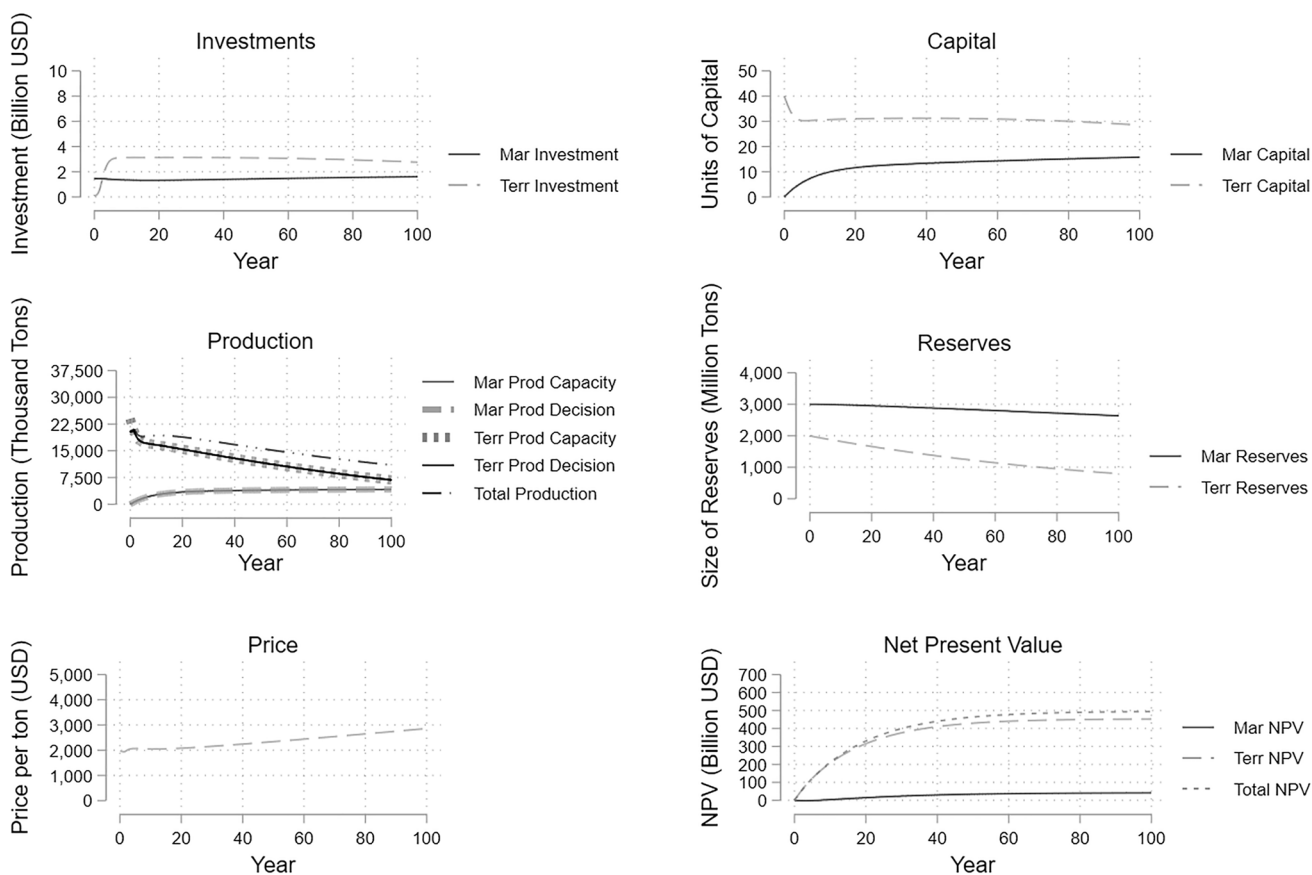 Investments
Investment (Billion USD)
10
8
6
4
2
0
0 20 40 60 80 100
Year
Mar Investment
Terr Investment
Capital
Units of Capital
50
40
30
20
10
0
0 20 40 60 80 100
Year
Mar Capital
Terr Capital
Production
Production (Thousand Tons)
37,500
30,000
22,500
15,000
7,500
0
0 20 40 60 80 100
Year
Mar Prod Capacity
Mar Prod Decision
Terr Prod Capacity
Terr Prod Decision
Total Production
Reserves
Size of Reserves (Million Tons)
4,000
3,000
2,000
1,000
0
0 20 40 60 80 100
Year
Mar Reserves
Terr Reserves
Price
Price per ton (USD)
5,000
4,000
3,000
2,000
1,000
0
0 20 40 60 80 100
Year
Net Present Value
NPV (Billion USD)
700
600
500
400
300
200
100
0
0 20 40 60 80 100
Year
Mar NPV
Terr NPV
Total NPV